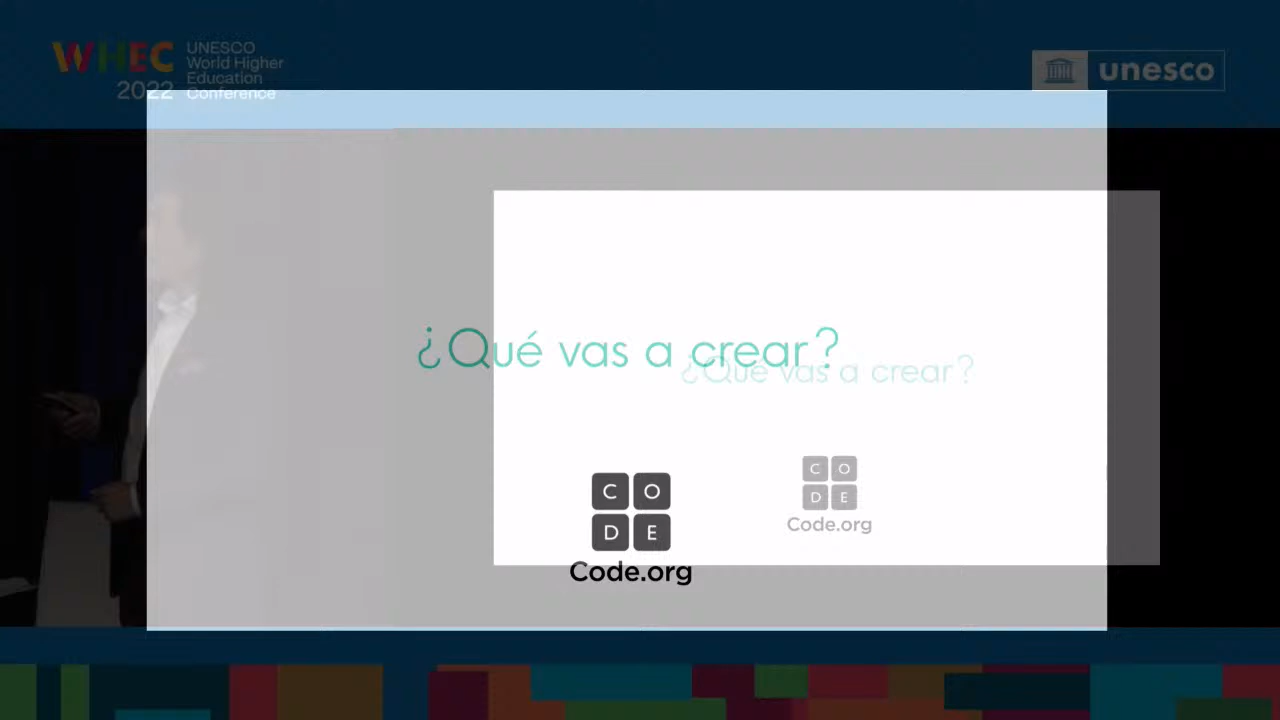 WHEC
2022
UNESCO
World Higher
Education
Conference
unesco
¿Qué vas a crear?
¿Qué vas a crear?
C O
D E
Code.org
C O
D E
Code.org